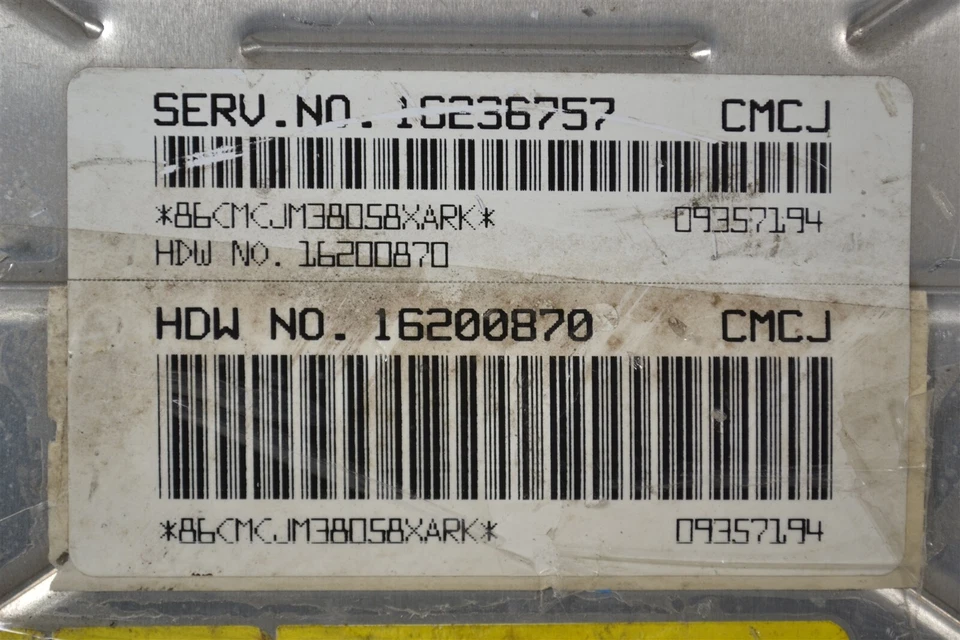 SERV.NO. 16236757 CMCJ
*86CMCJM38058XARK* 09357194
HDW NO. 16200870
HDW NO. 16200870 CMCJ
*86CMCJM38058XARK* 09357194